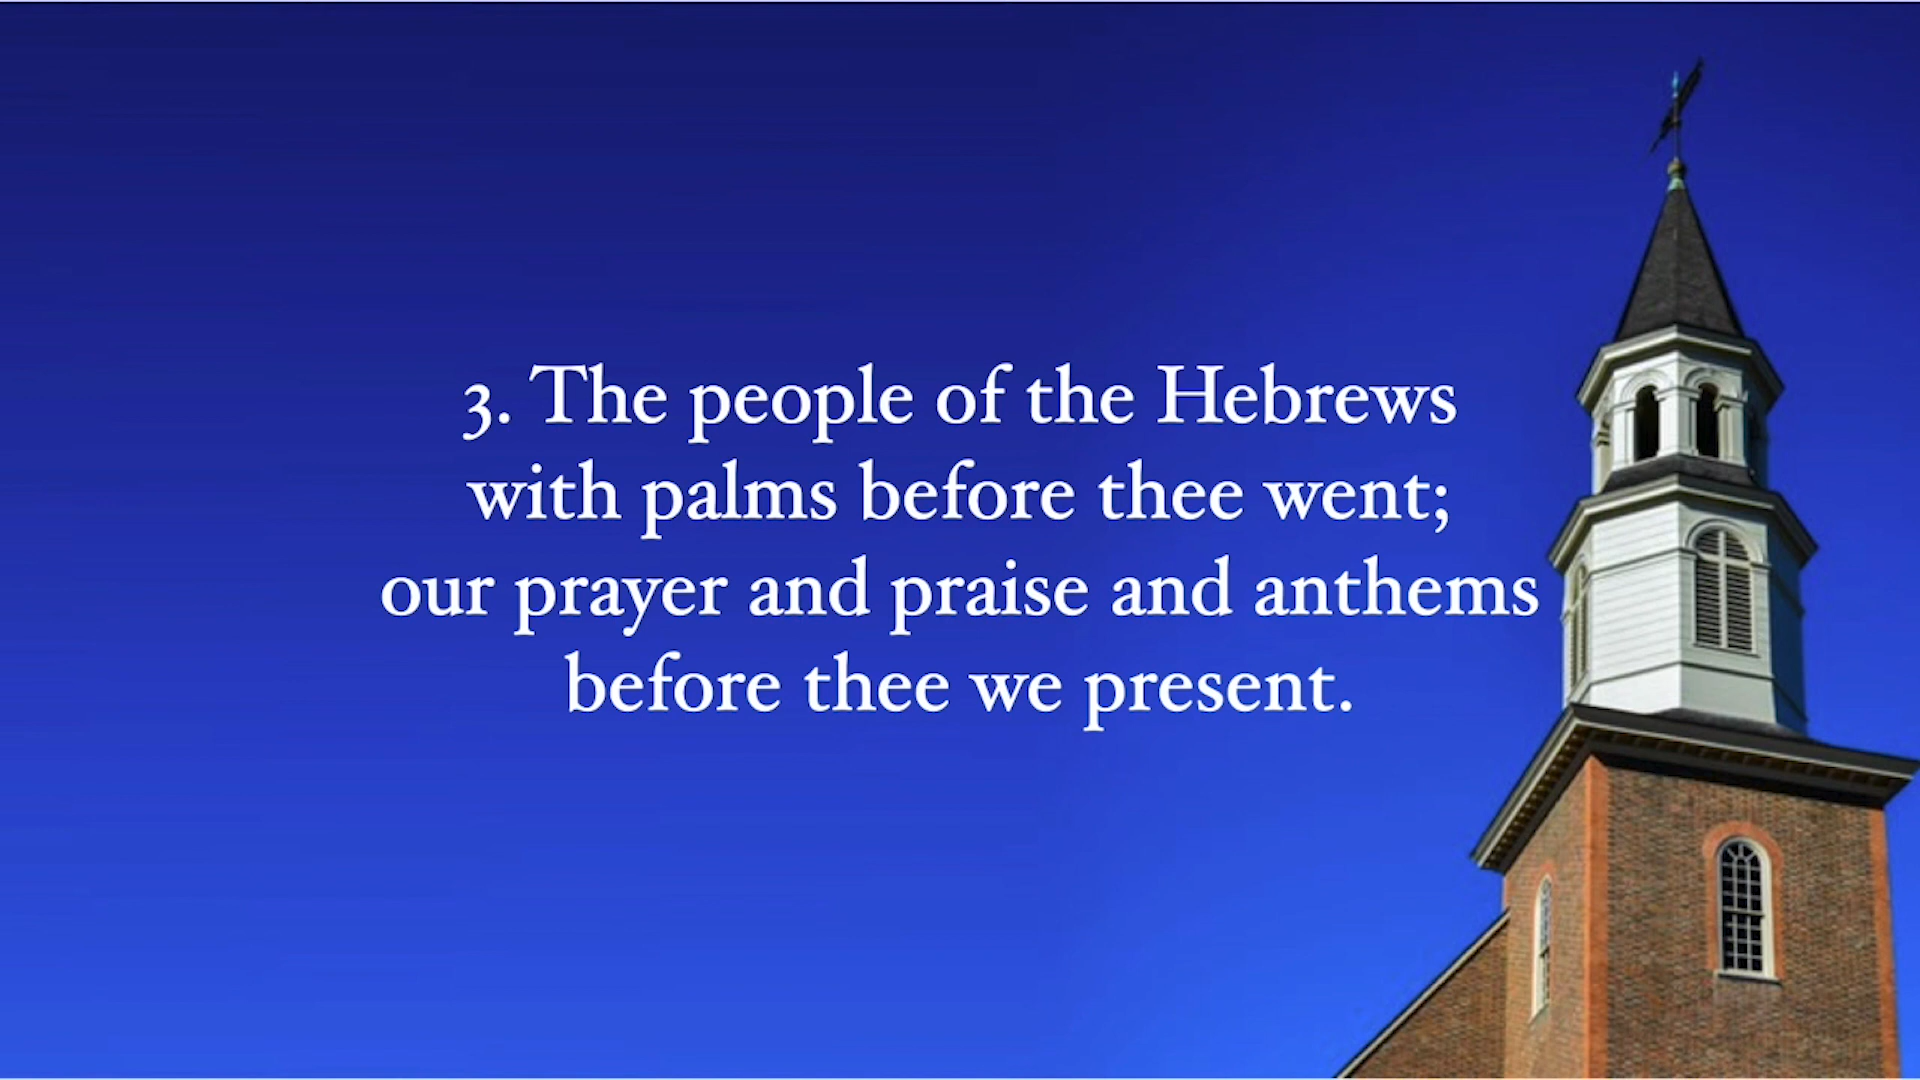 3. The people of the Hebrews
with palms before thee went;
our prayer and praise and anthems
before thee we present.